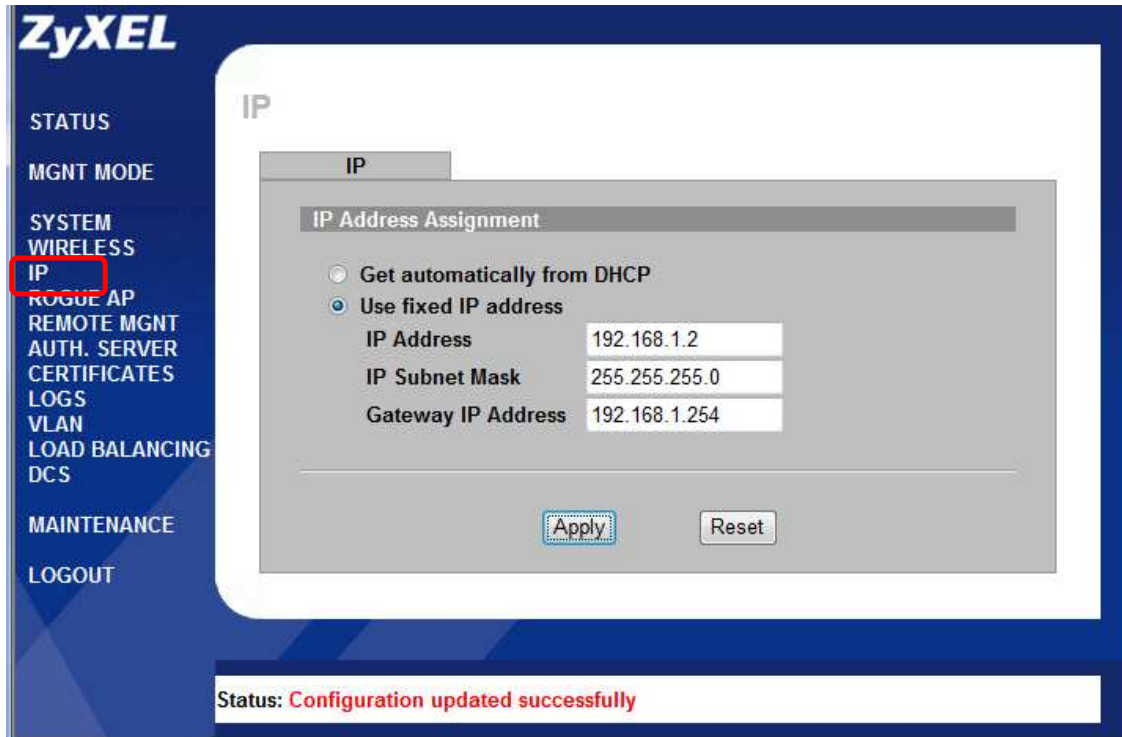 ZyXEL
STATUS
MGNT MODE
SYSTEM
WIRELESS
IP
ROGUE AP
REMOTE MGNT
AUTH. SERVER
CERTIFICATES
LOGS
VLAN
LOAD BALANCING
DCS
MAINTENANCE
LOGOUT
IP
IP
IP Address Assignment
Get automatically from DHCP
Use fixed IP address
IP Address 192.168.1.2
IP Subnet Mask 255.255.255.0
Gateway IP Address 192.168.1.254
Apply Reset
Status: Configuration updated successfully